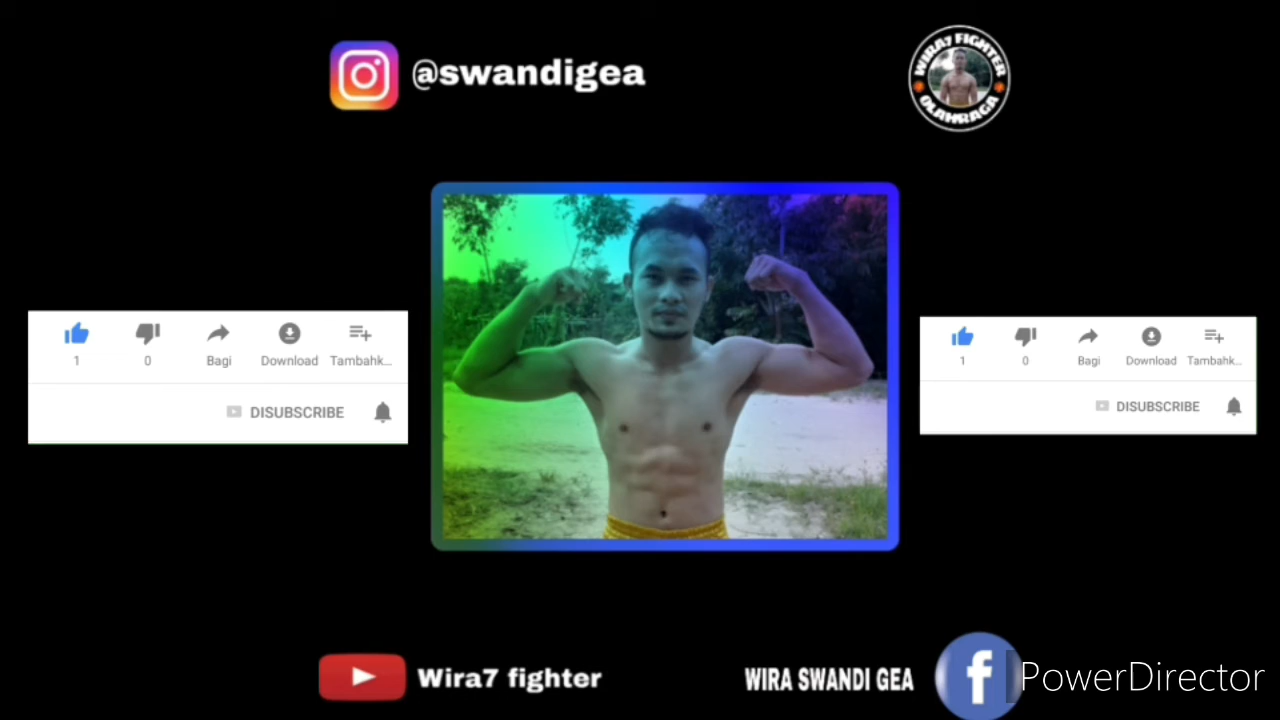 @swandigea
WIRA7 FIGHTER
OLAHRAGA
1
0
Bagi
Download
Tambahk...
DISUBSCRIBE
1
0
Bagi
Download
Tambahk...
DISUBSCRIBE
Wira7 fighter
WIRA SWANDI GEA
f
PowerDirector